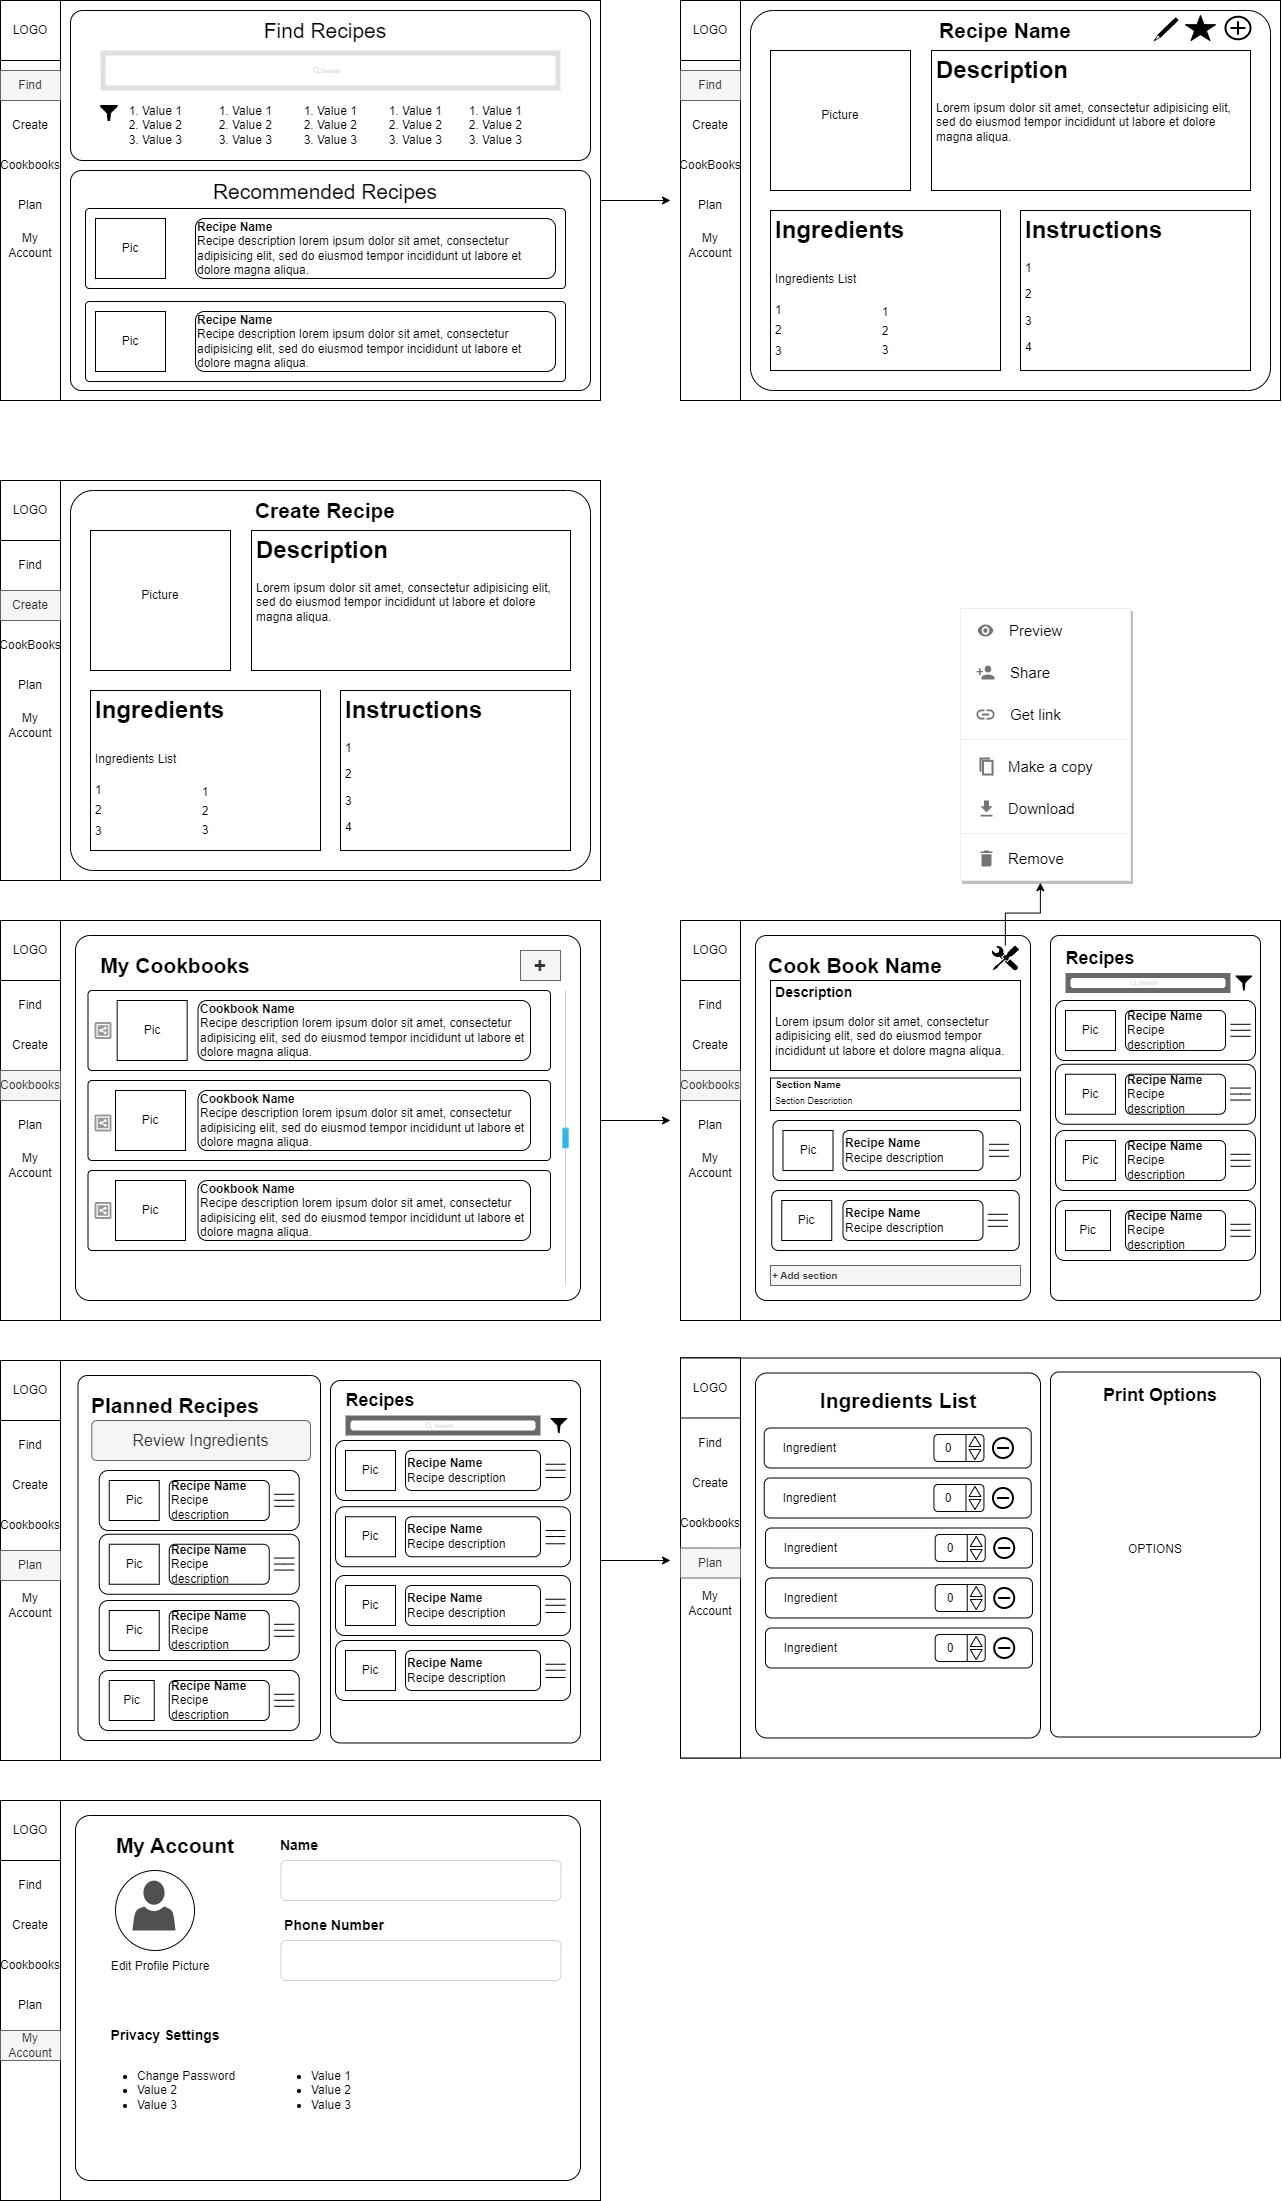 LOGO
Find
Create
Cookbooks
Plan
My
Account
Find Recipes
Search
1. Value 1
2. Value 2
3. Value 3
1. Value 1
2. Value 2
3. Value 3
1. Value 1
2. Value 2
3. Value 3
1. Value 1
2. Value 2
3. Value 3
1. Value 1
2. Value 2
3. Value 3
Recommended Recipes
Pic
Recipe Name
Recipe description lorem ipsum dolor sit amet, consectetur
adipisicing elit, sed do eiusmod tempor incididunt ut labore et
dolore magna aliqua.
Pic
Recipe Name
Recipe description lorem ipsum dolor sit amet, consectetur
adipisicing elit, sed do eiusmod tempor incididunt ut labore et
dolore magna aliqua.
LOGO
Find
Create
CookBooks
Plan
My
Account
Recipe Name
Picture
Description
Lorem ipsum dolor sit amet, consectetur adipisicing elit,
sed do eiusmod tempor incididunt ut labore et dolore
magna aliqua.
Ingredients
Ingredients List
1
2
3
1
2
3
Instructions
1
2
3
4
LOGO
Find
Create
CookBooks
Plan
My
Account
Create Recipe
Picture
Description
Lorem ipsum dolor sit amet, consectetur adipisicing elit,
sed do eiusmod tempor incididunt ut labore et dolore
magna aliqua.
Ingredients
Ingredients List
1
2
3
1
2
3
Instructions
1
2
3
4
Preview
Share
Get link
Make a copy
Download
Remove
LOGO
Find
Create
Cookbooks
Plan
My
Account
My Cookbooks
+
Pic
Cookbook Name
Recipe description lorem ipsum dolor sit amet, consectetur
adipisicing elit, sed do eiusmod tempor incididunt ut labore et
dolore magna aliqua.
Pic
Cookbook Name
Recipe description lorem ipsum dolor sit amet, consectetur
adipisicing elit, sed do eiusmod tempor incididunt ut labore et
dolore magna aliqua.
Pic
Cookbook Name
Recipe description lorem ipsum dolor sit amet, consectetur
adipisicing elit, sed do eiusmod tempor incididunt ut labore et
dolore magna aliqua.
LOGO
Find
Create
Cookbooks
Plan
My
Account
Cook Book Name
Description
Lorem ipsum dolor sit amet, consectetur
adipisicing elit, sed do eiusmod tempor
incididunt ut labore et dolore magna aliqua.
Section Name
Section Description
Pic
Recipe Name
Recipe description
Pic
Recipe Name
Recipe description
+ Add section
Recipes
Search
Pic
Recipe Name
Recipe
description
Pic
Recipe Name
Recipe
description
Pic
Recipe Name
Recipe
description
Pic
Recipe Name
Recipe
description
LOGO
Find
Create
Cookbooks
Plan
My
Account
Planned Recipes
Review Ingredients
Pic
Recipe Name
Recipe
description
Pic
Recipe Name
Recipe
description
Pic
Recipe Name
Recipe
description
Pic
Recipe Name
Recipe
description
Recipes
Search
Pic
Recipe Name
Recipe description
Pic
Recipe Name
Recipe description
Pic
Recipe Name
Recipe description
Pic
Recipe Name
Recipe description
LOGO
Find
Create
Cookbooks
Plan
My
Account
Ingredients List
Ingredient 0
Ingredient 0
Ingredient 0
Ingredient 0
Ingredient 0
Print Options
OPTIONS
LOGO
Find
Create
Cookbooks
Plan
My
Account
My Account
Edit Profile Picture
Name
Phone Number
Privacy Settings
• Change Password
• Value 2
• Value 3
• Value 1
• Value 2
• Value 3